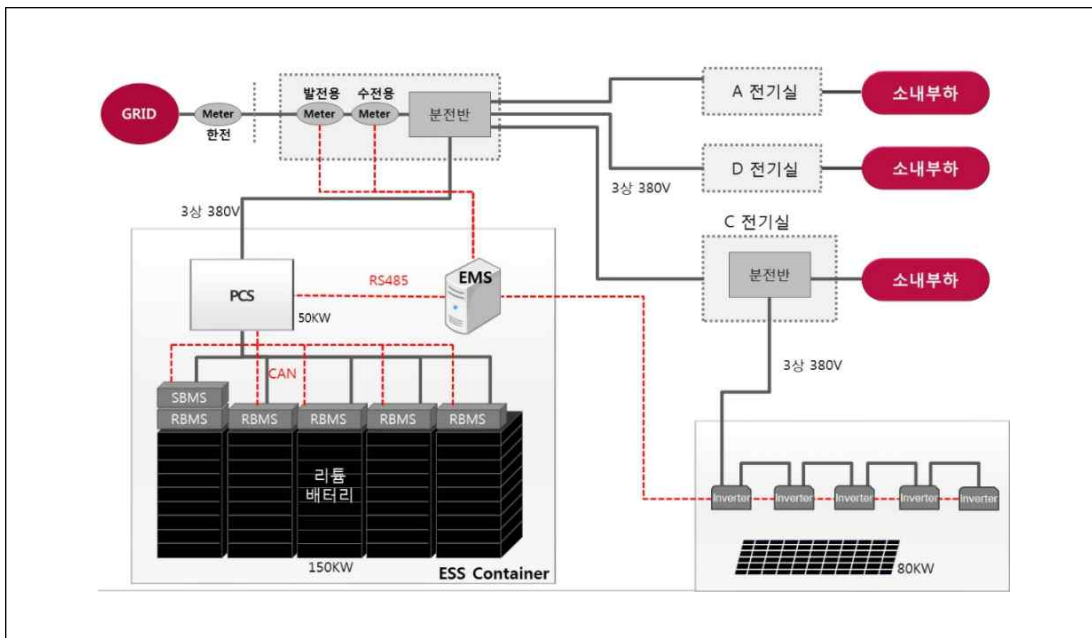 GRID
Meter
한전
발전용
Meter
수전용
Meter
분전반
A 전기실
소내부하
D 전기실
소내부하
3상 380V
C 전기실
분전반
소내부하
3상 380V
3상 380V
PCS
50KW
RS485
EMS
CAN
SBMS
RBMS
RBMS
RBMS
RBMS
RBMS
리튬
배터리
150KW
ESS Container
Inverter
Inverter
Inverter
Inverter
Inverter
80KW